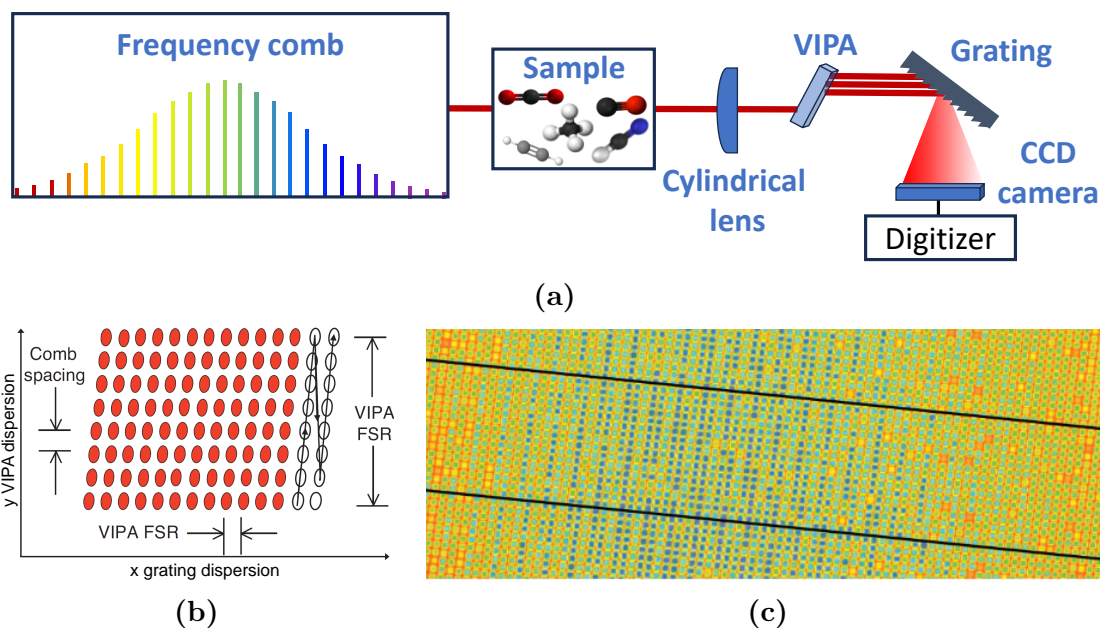 Frequency comb
Sample
Cylindrical
lens
VIPA
Grating
CCD
camera
Digitizer
(a)
Comb
spacing
y VIPA dispersion
VIPA
FSR
VIPA FSR
x grating dispersion
(b)
(c)